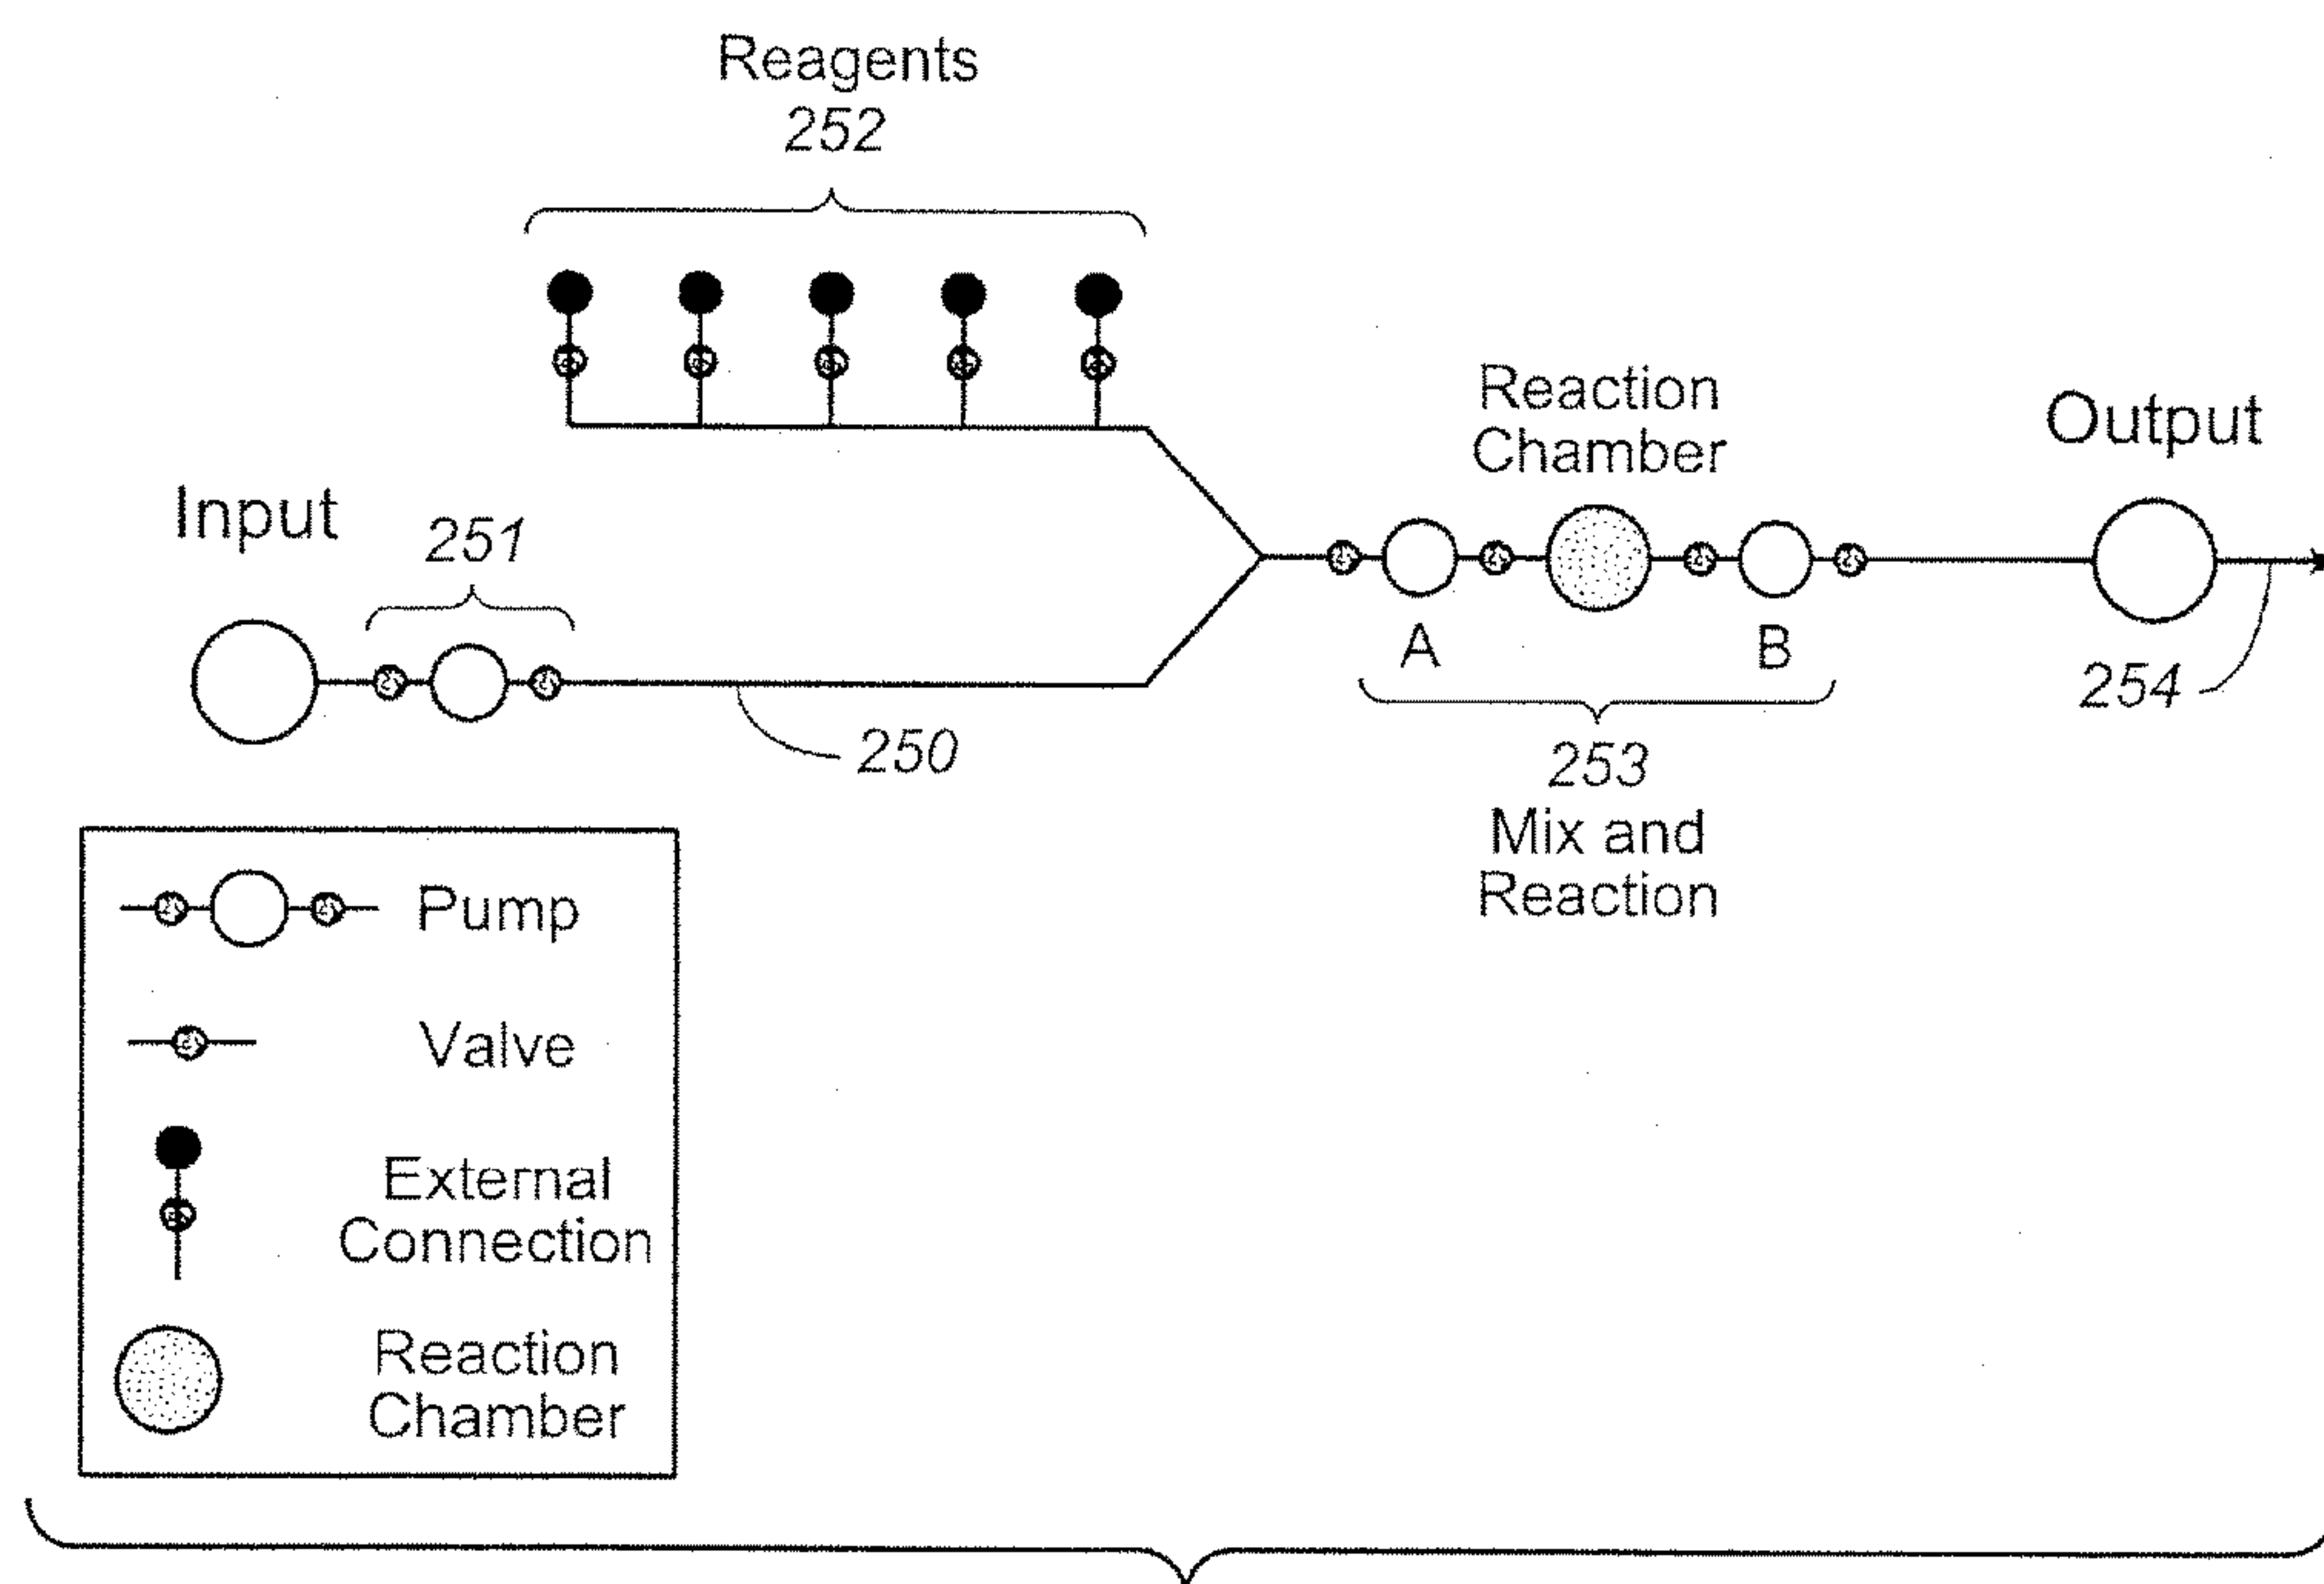 Reagents
252
Input
251
250
Reaction
Chamber
A
B
253
Mix and
Reaction
Output
254
Pump
Valve
External
Connection
Reaction
Chamber